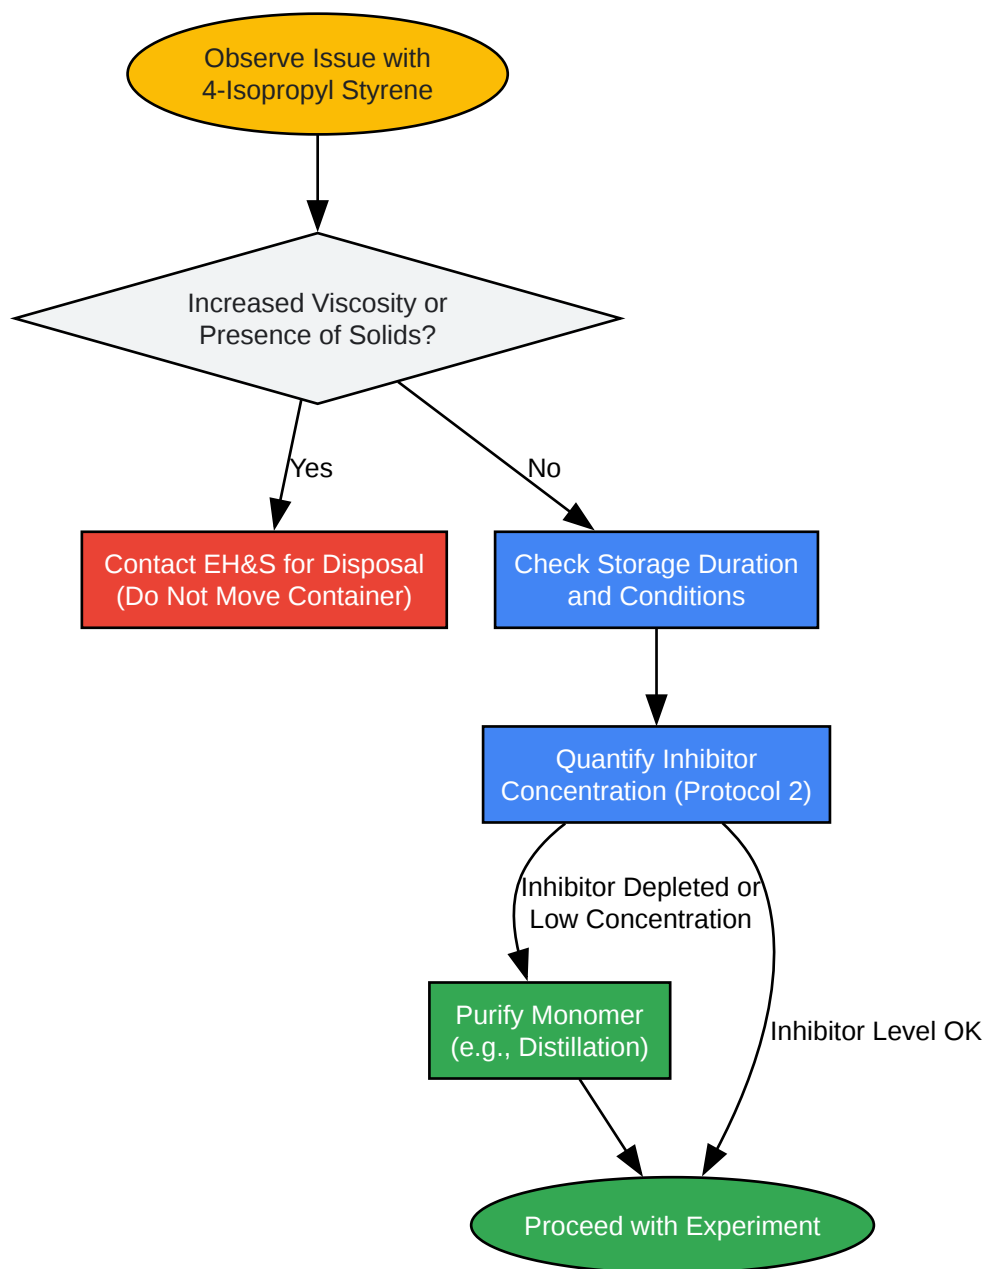 Observe Issue with
4-Isopropyl Styrene
Increased Viscosity or
Presence of Solids?
Yes
No
Contact EH&S for Disposal
(Do Not Move Container)
Check Storage Duration
and Conditions
Quantify Inhibitor
Concentration (Protocol 2)
Inhibitor Depleted or
Low Concentration
Purify Monomer
(e.g., Distillation)
Inhibitor Level OK
Proceed with Experiment